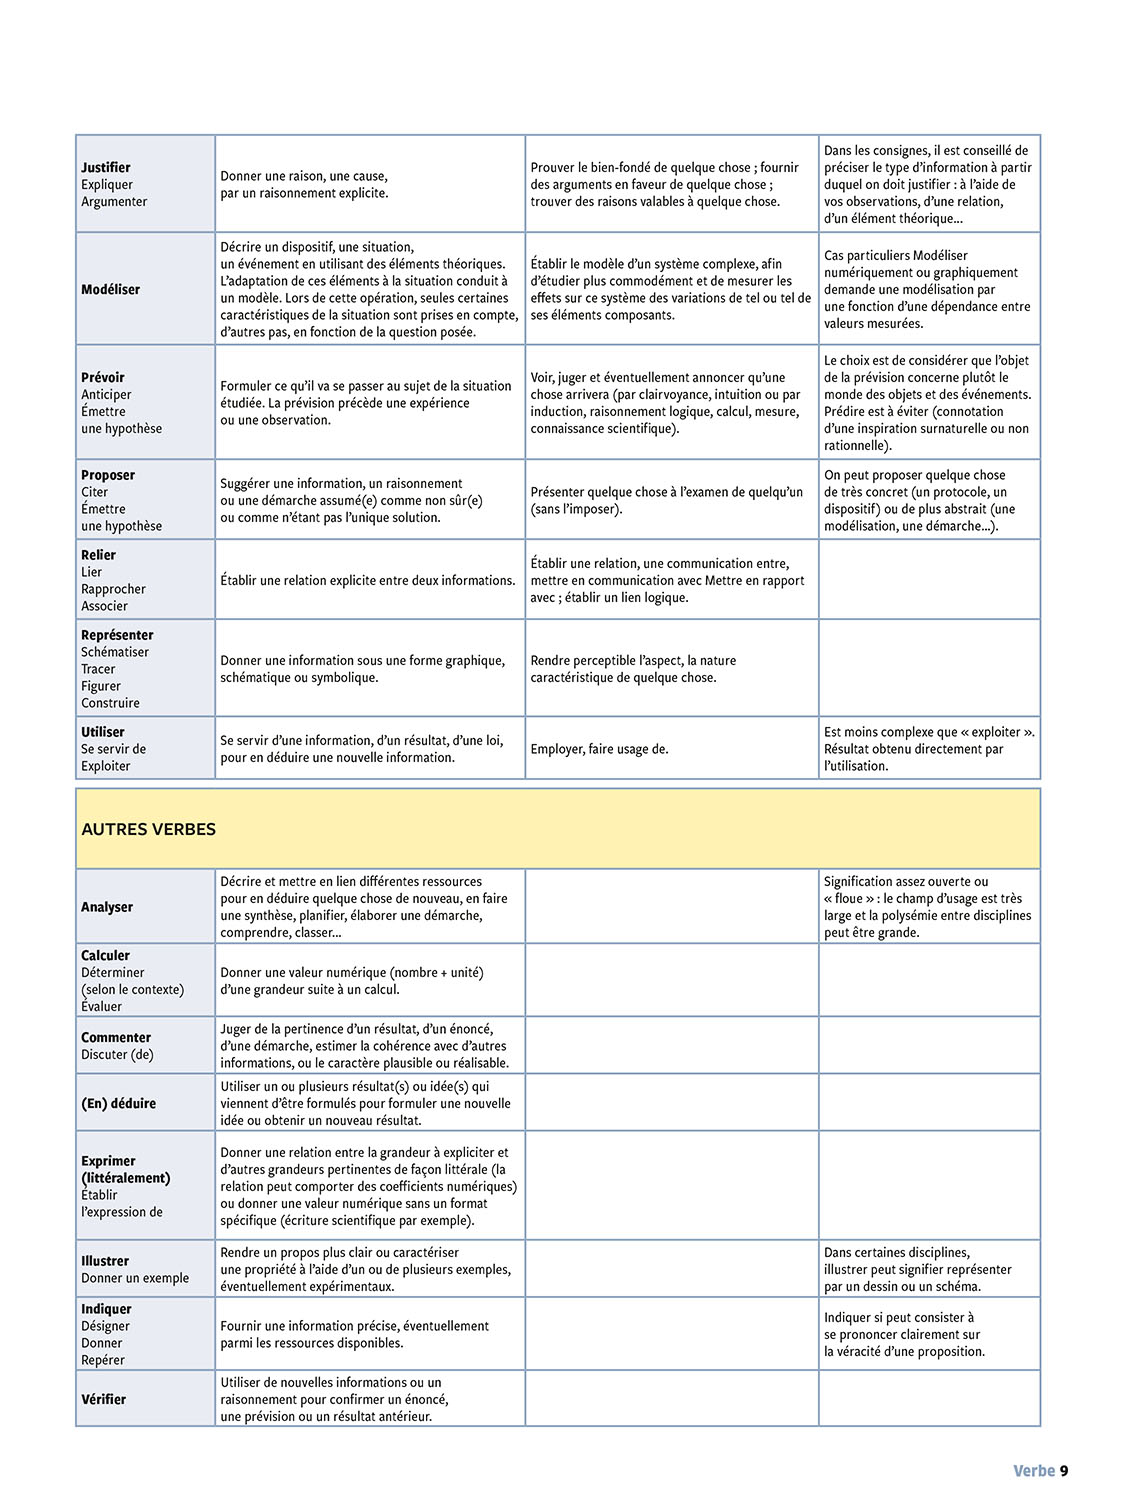 Justifier
Expliquer
Argumenter
Donner une raison, une cause,
par un raisonnement explicite.
Prouver le bien-fondé de quelque chose ; fournir
des arguments en faveur de quelque chose ;
trouver des raisons valables à quelque chose.
Dans les consignes, il est conseillé de
préciser le type d’information à partir
duquel on doit justifier : à l’aide de
vos observations, d’une relation,
d’un élément théorique...
Modéliser
Décrire un dispositif, une situation,
un événement en utilisant des éléments théoriques.
L’adaptation de ces éléments à la situation conduit à
un modèle. Lors de cette opération, seules certaines
caractéristiques de la situation sont prises en compte,
d’autres pas, en fonction de la question posée.
Établir le modèle d’un système complexe, afin
d’étudier plus commodément et de mesurer les
effets sur ce système des variations de tel ou tel de
ses éléments composants.
Cas particuliers Modéliser
numériquement ou graphiquement
demande une modélisation par
une fonction d’une dépendance entre
valeurs mesurées.
Prévoir
Anticiper
Émettre
une hypothèse
Formuler ce qu’il va se passer au sujet de la situation
étudiée. La prévision précède une expérience
ou une observation.
Voir, juger et éventuellement annoncer qu’une
chose arrivera (par clairvoyance, intuition ou par
induction, raisonnement logique, calcul, mesure,
connaissance scientifique).
Le choix est de considérer que l’objet
de la prévision concerne plutôt le
monde des objets et des événements.
Prédire est à éviter (connotation
d’une inspiration surnaturelle ou non
rationnelle).
Proposer
Citer
Émettre
une hypothèse
Suggérer une information, un raisonnement
ou une démarche assumé(e) comme non sûr(e)
ou comme n’étant pas l’unique solution.
Présenter quelque chose à l’examen de quelqu’un
(sans l’imposer).
On peut proposer quelque chose
de très concret (un protocole, un
dispositif) ou de plus abstrait (une
modélisation, une démarche...).
Relier
Lier
Rapprocher
Associer
Établir une relation explicite entre deux informations.
Établir une relation, une communication entre,
mettre en communication avec Mettre en rapport
avec ; établir un lien logique.
Représenter
Schématiser
Tracer
Figurer
Construire
Donner une information sous une forme graphique,
schématique ou symbolique.
Rendre perceptible l’aspect, la nature
caractéristique de quelque chose.
Utiliser
Se servir de
Exploiter
Se servir d’une information, d’un résultat, d’une loi,
pour en déduire une nouvelle information.
Employer, faire usage de.
Est moins complexe que « exploiter ».
Résultat obtenu directement par
l’utilisation.
AUTRES VERBES
Analyser
Décrire et mettre en lien différentes ressources
pour en déduire quelque chose de nouveau, en faire
une synthèse, planifier, élaborer une démarche,
comprendre, classer...
Signification assez ouverte ou
« floue » : le champ d’usage est très
large et la polysémie entre disciplines
peut être grande.
Calculer
Déterminer
(selon le contexte)
Évaluer
Donner une valeur numérique (nombre + unité)
d’une grandeur suite à un calcul.
Commenter
Discuter (de)
Juger de la pertinence d’un résultat, d’un énoncé,
d’une démarche, estimer la cohérence avec d’autres
informations, ou le caractère plausible ou réalisable.
(En) déduire
Utiliser un ou plusieurs résultat(s) ou idée(s) qui
viennent d’être formulés pour formuler une nouvelle
idée ou obtenir un nouveau résultat.
Exprimer
(littéralement)
Établir
l’expression de
Donner une relation entre la grandeur à expliciter et
d’autres grandeurs pertinentes de façon littérale (la
relation peut comporter des coefficients numériques)
ou donner une valeur numérique sans un format
spécifique (écriture scientifique par exemple).
Illustrer
Donner un exemple
Rendre un propos plus clair ou caractériser
une propriété à l’aide d’un ou de plusieurs exemples,
éventuellement expérimentaux.
Dans certaines disciplines,
illustrer peut signifier représenter
par un dessin ou un schéma.
Indiquer
Désigner
Donner
Repérer
Fournir une information précise, éventuellement
parmi les ressources disponibles.
Indiquer si peut consister à
se prononcer clairement sur
la véracité d’une proposition.
Vérifier
Utiliser de nouvelles informations ou un
raisonnement pour confirmer un énoncé,
une prévision ou un résultat antérieur.
Verbe 9